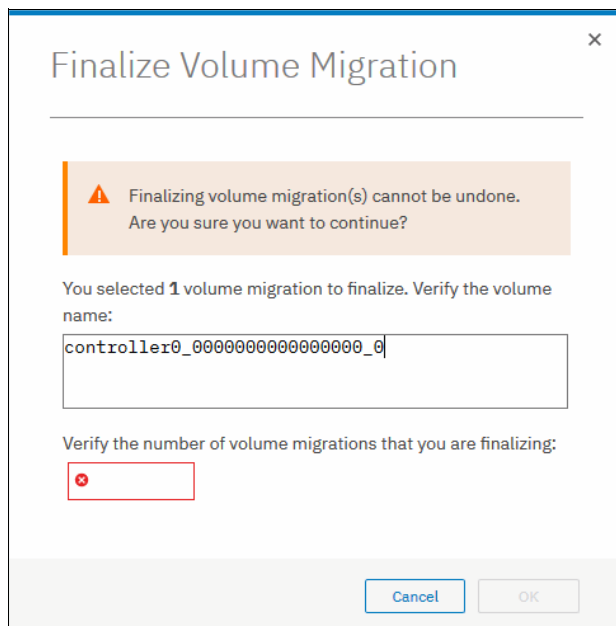 Finalize Volume Migration
Finalizing volume migration(s) cannot be undone.
Are you sure you want to continue?
You selected 1 volume migration to finalize. Verify the volume
name:
controller0_0000000000000000_0
Verify the number of volume migrations that you are finalizing:
Cancel
OK